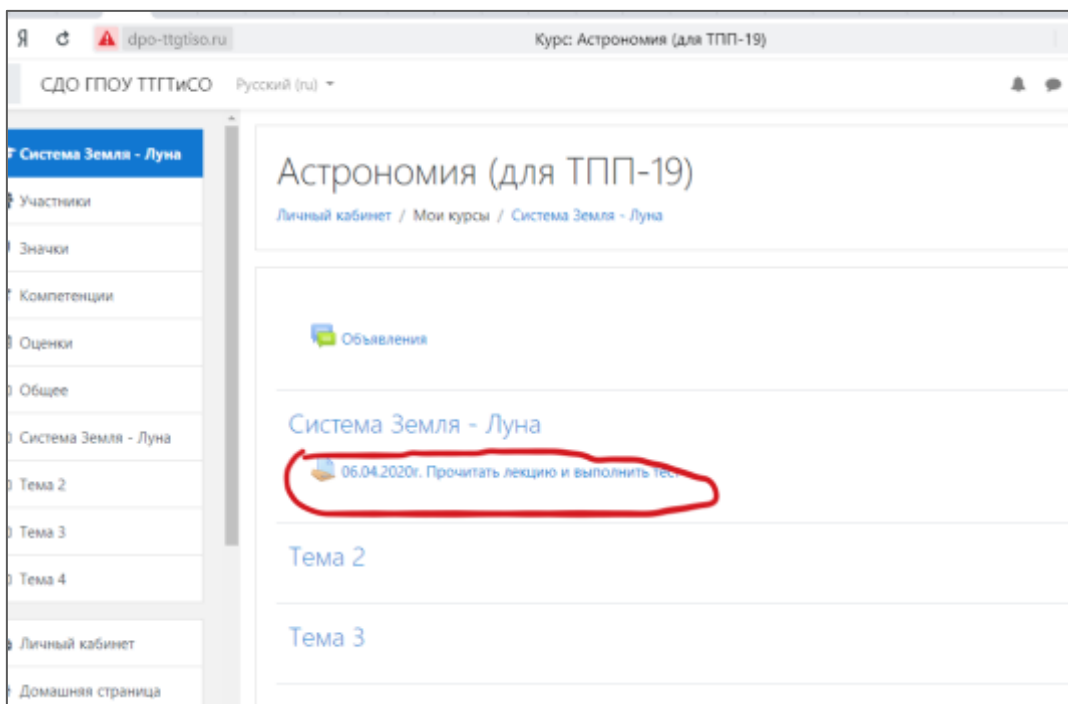 Я dpo-ttgtiso.ru Курс: Астрономия (для ТПП-19)
СДО ГПОУ ТТГТиСО Русский (ru)
Система Земля - Луна
Участники
Значки
Компетенции
Оценки
Общее
Система Земля - Луна
Тема 2
Тема 3
Тема 4
Личный кабинет
Домашняя страница
Астрономия (для ТПП-19)
Личный кабинет / Мои курсы / Система Земля - Луна
Объявления
Система Земля - Луна
06.04.2020г. Прочитать лекцию и выполнить тест
Тема 2
Тема 3